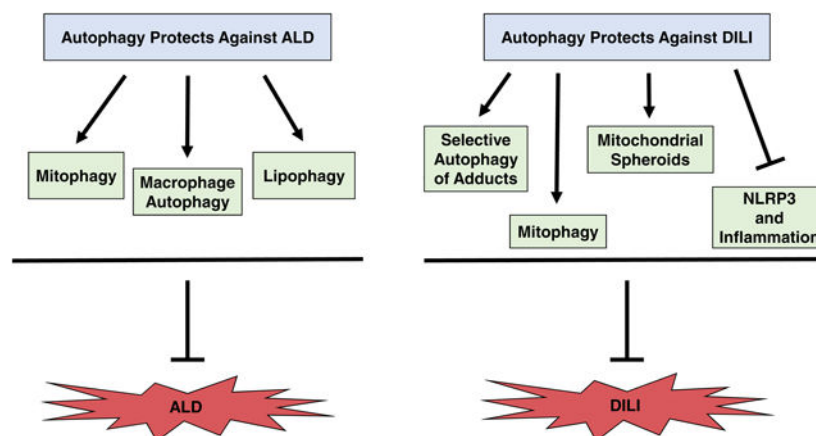 Autophagy Protects Against ALD
Mitophagy
Macrophage
Autophagy
Lipophagy
ALD
Autophagy Protects Against DILI
Selective
Autophagy
of Adducts
Mitochondrial
Spheroids
Mitophagy
NLRP3
and
Inflammation
DILI